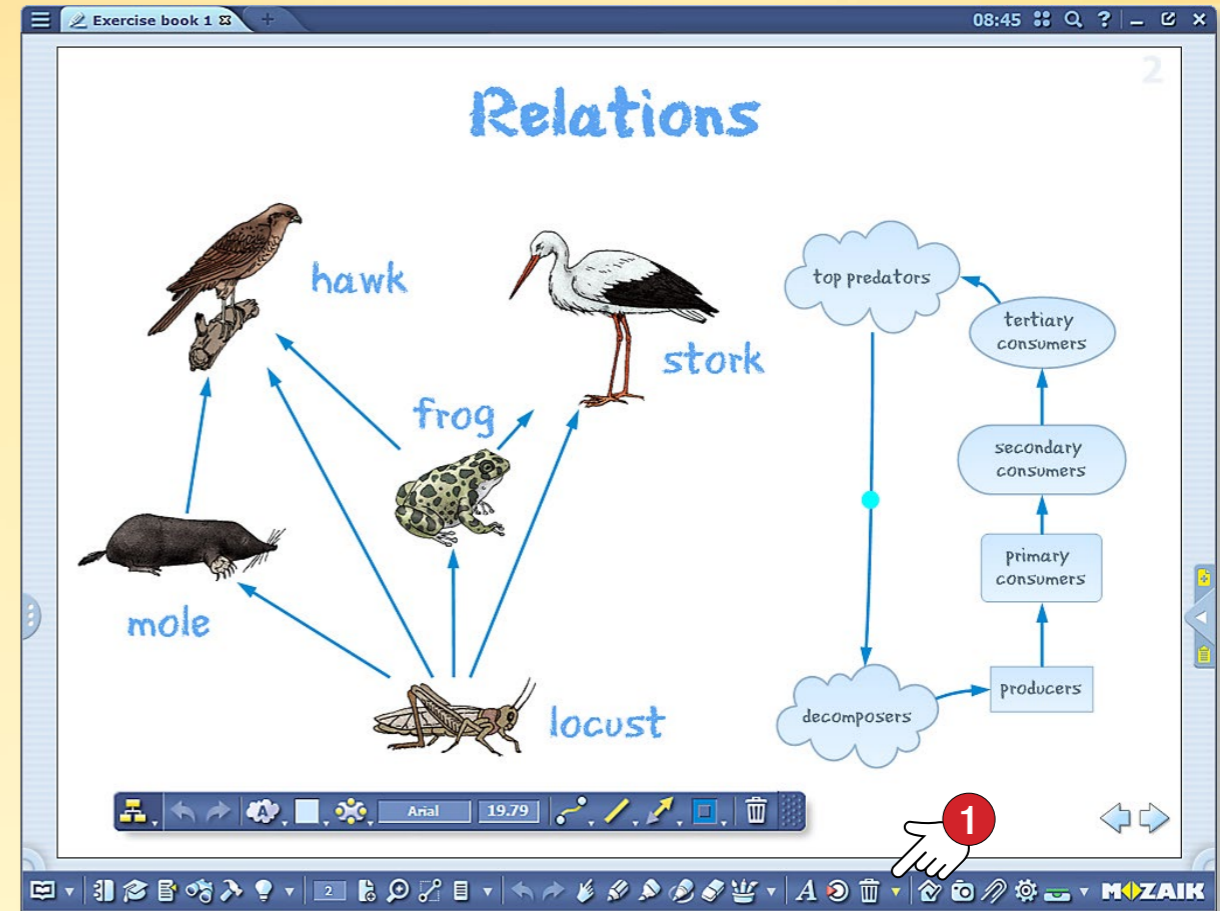 Exercise book 1
08:45
2
Relations
hawk
stork
frog
mole
locust
top predators
tertiary
consumers
secondary
consumers
primary
consumers
producers
decomposers
A
Arial
19.79
1
2
A
MOZAIK